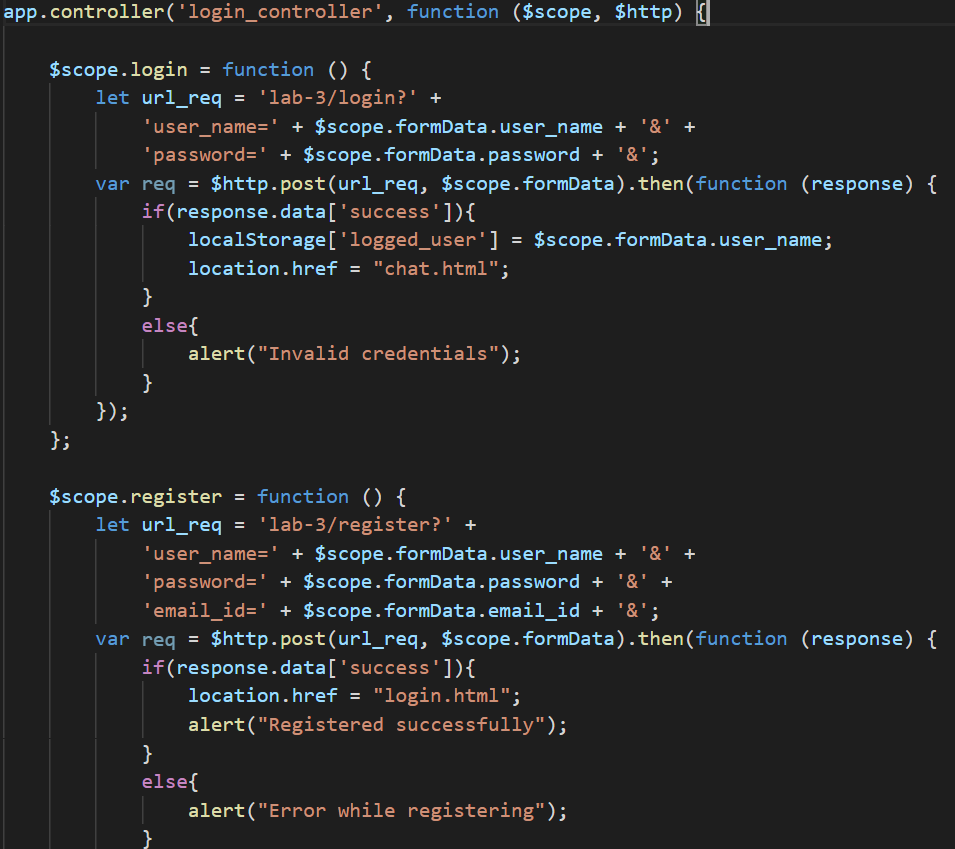 app.controller('login_controller', function ($scope, $http) {
$scope.login = function () {
let url_req = 'lab-3/login?' +
'user_name=' + $scope.formData.user_name + '&' +
'password=' + $scope.formData.password + '&';
var req = $http.post(url_req, $scope.formData).then(function (response) {
if(response.data['success']){
localStorage['logged_user'] = $scope.formData.user_name;
location.href = "chat.html";
}
else{
alert("Invalid credentials");
}
});
};
$scope.register = function () {
let url_req = 'lab-3/register?' +
'user_name=' + $scope.formData.user_name + '&' +
'password=' + $scope.formData.password + '&' +
'email_id=' + $scope.formData.email_id + '&';
var req = $http.post(url_req, $scope.formData).then(function (response) {
if(response.data['success']){
location.href = "login.html";
alert("Registered successfully");
}
else{
alert("Error while registering");
}